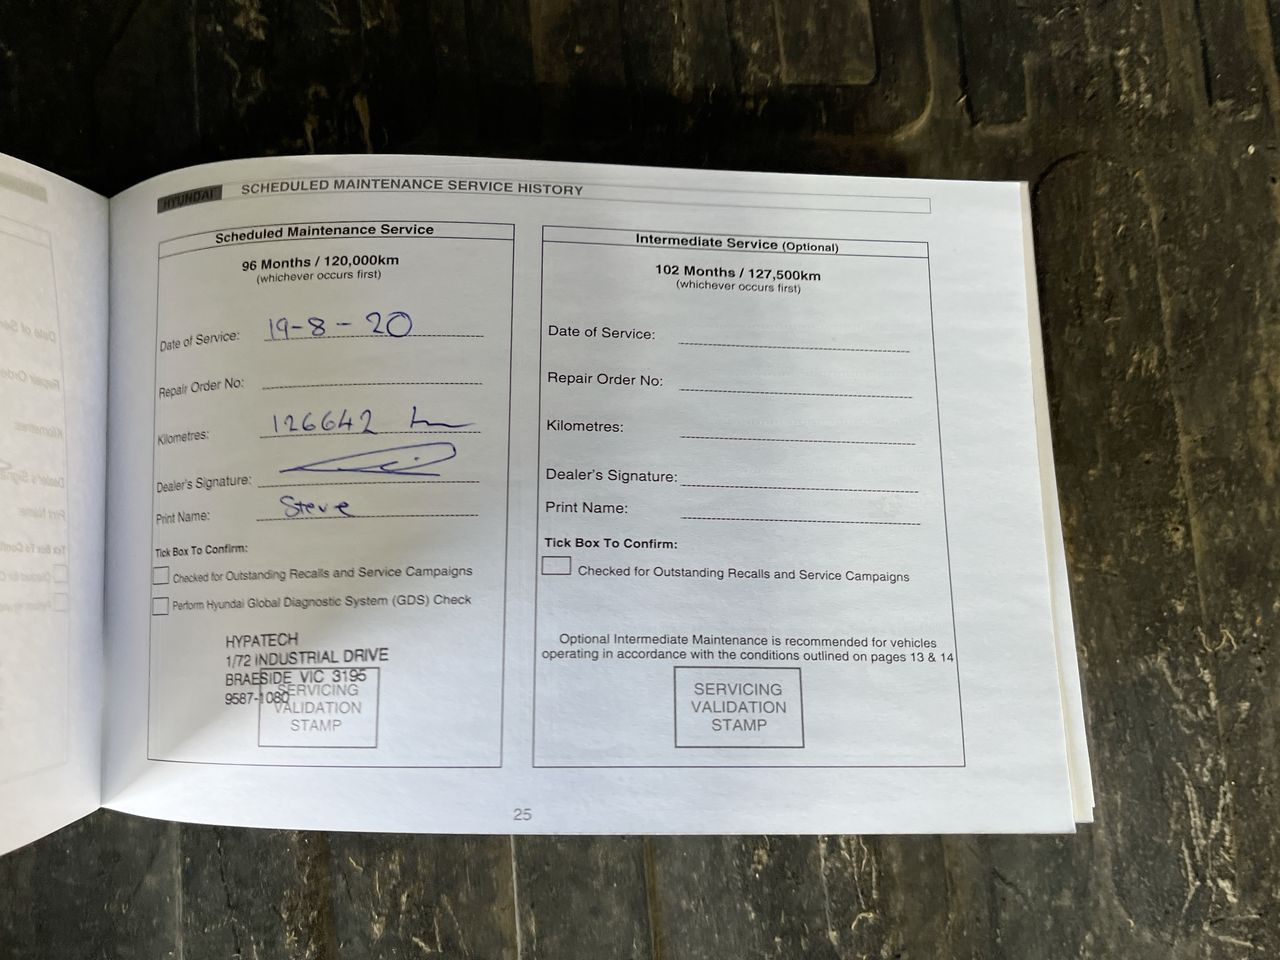 HYUNDAI
SCHEDULED MAINTENANCE SERVICE HISTORY
Scheduled Maintenance Service
96 Months / 120,000km
(whichever occurs first)
Date of Service: 19-8-20
Repair Order No:
Kilometres: 126642
Dealer's Signature:
Print Name: Steve
Tick Box To Confirm:
Checked for Outstanding Recalls and Service Campaigns
Perform Hyundai Global Diagnostic System (GDS) Check
HYPATECH
1/72 INDUSTRIAL DRIVE
BRAESIDE VIC 3195
9587-1080
SERVICING
VALIDATION
STAMP
Intermediate Service (Optional)
102 Months / 127,500km
(whichever occurs first)
Date of Service:
Repair Order No:
Kilometres:
Dealer's Signature:
Print Name:
Tick Box To Confirm:
Checked for Outstanding Recalls and Service Campaigns
Optional Intermediate Maintenance is recommended for vehicles
operating in accordance with the conditions outlined on pages 13 & 14
SERVICING
VALIDATION
STAMP
25